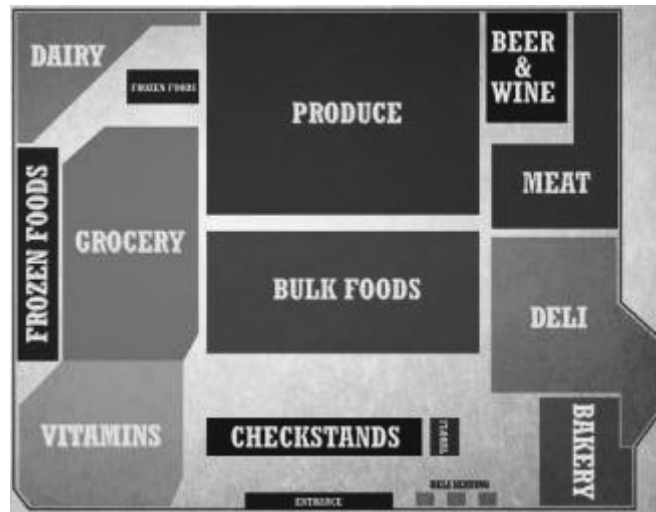 DAIRY
FROZEN FOODS
PRODUCE
BEER
&
WINE
MEAT
FROZEN FOODS
GROCERY
BULK FOODS
DELI
VITAMINS
CHECKSTANDS
BAKERY
DELI SEATING
ENTRANCE